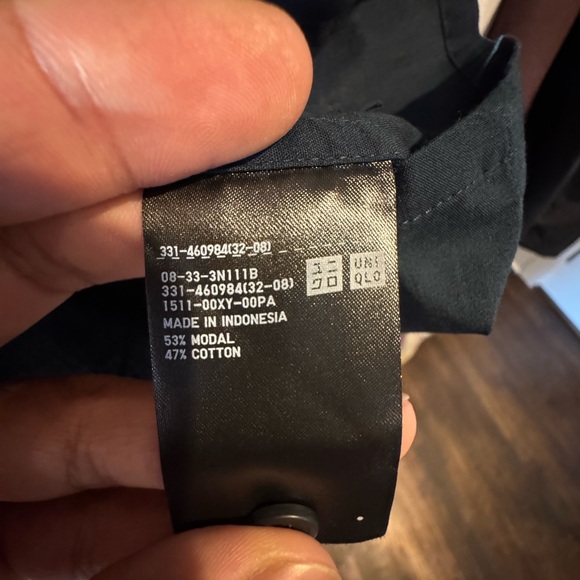 331-460984(32-08)
08-33-3N111B
331-460984(32-08)
1511-00XY-00PA
MADE IN INDONESIA
53% MODAL
47% COTTON
ユニ
クロ
UNI
QLO